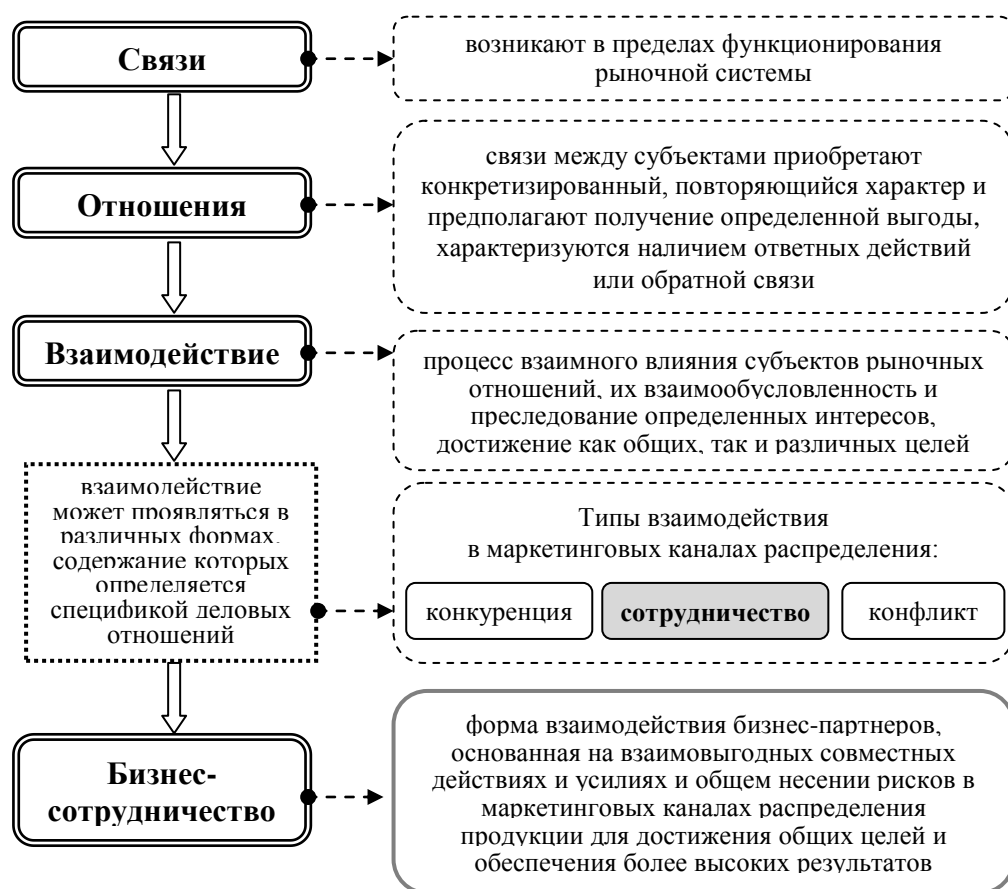 Связи
возникают в пределах функционирования
рыночной системы
Отношения
связи между субъектами приобретают
конкретизированный, повторяющийся характер и
предполагают получение определенной выгоды,
характеризуются наличием ответных действий
или обратной связи
Взаимодействие
процесс взаимного влияния субъектов рыночных
отношений, их взаимообусловленность и
преследование определенных интересов,
достижение как общих, так и различных целей
взаимодействие
может проявляться в
различных формах,
содержание которых
определяется
спецификой деловых
отношений
Типы взаимодействия
в маркетинговых каналах распределения:
конкуренция
сотрудничество
конфликт
Бизнес-
сотрудничество
форма взаимодействия бизнес-партнеров,
основанная на взаимовыгодных совместных
действиях и усилиях и общем несении рисков в
маркетинговых каналах распределения
продукции для достижения общих целей и
обеспечения более высоких результатов